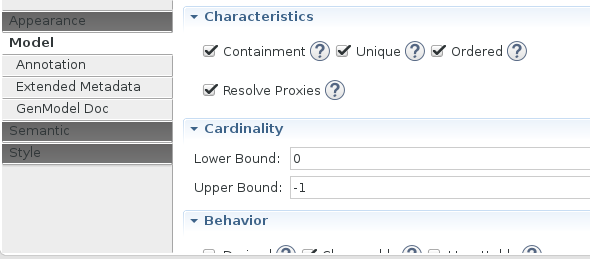 Appearance
Model
Annotation
Extended Metadata
GenModel Doc
Semantic
Style
Characteristics
Containment ? Unique ? Ordered ?
Resolve Proxies ?
Cardinality
Lower Bound: 0
Upper Bound: -1
Behavior